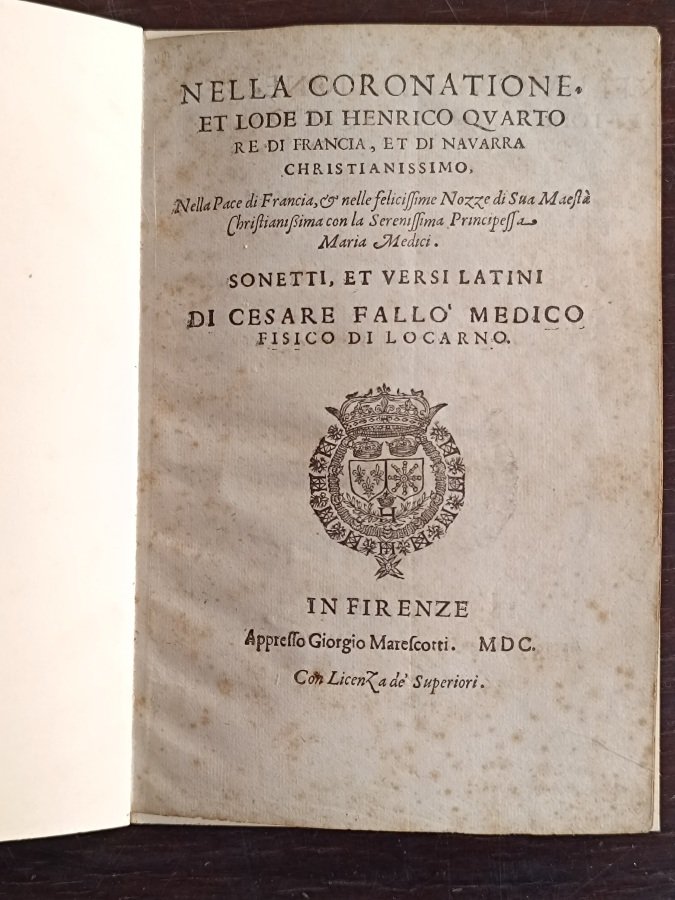 NELLA CORONATIONE.
ET LODE DI HENRICO QVARTO
RE DI FRANCIA, ET DI NAVARRA
CHRISTIANISSIMO,
Nella Pace di Francia, & nelle feliciſſime Nozze di Sua Maeſtà
Chriſtianiſsima con la Sereniſſima Principeſſa
Maria Medici.
SONETTI, ET VERSI LATINI
DI CESARE FALLO' MEDICO
FISICO DI LOCARNO.
H
IN FIRENZE
Appreſſo Giorgio Mareſcotti. MDC.
Con Licenza de' Superiori.